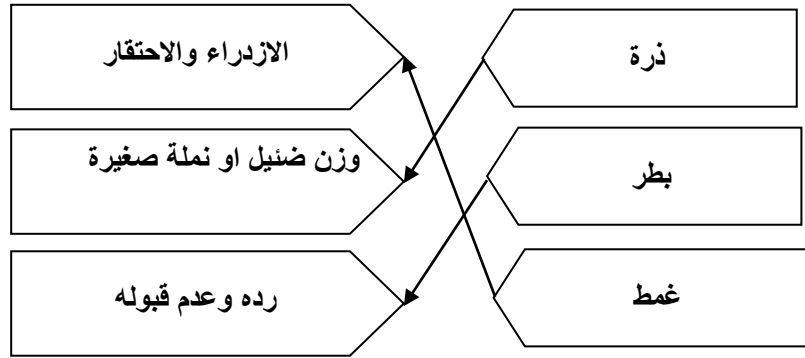 ذرة
الازدراء والاحتقار
بطر
وزن ضئيل او نملة صغيرة
غمط
رده وعدم قبوله